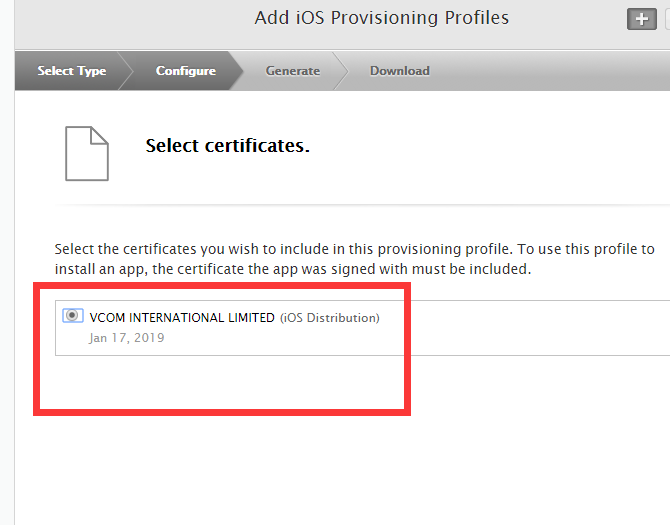 Add iOS Provisioning Profiles
Select Type
Configure
Generate
Download
Select certificates.
Select the certificates you wish to include in this provisioning profile. To use this profile to
install an app, the certificate the app was signed with must be included.
VCOM INTERNATIONAL LIMITED (iOS Distribution)
Jan 17, 2019